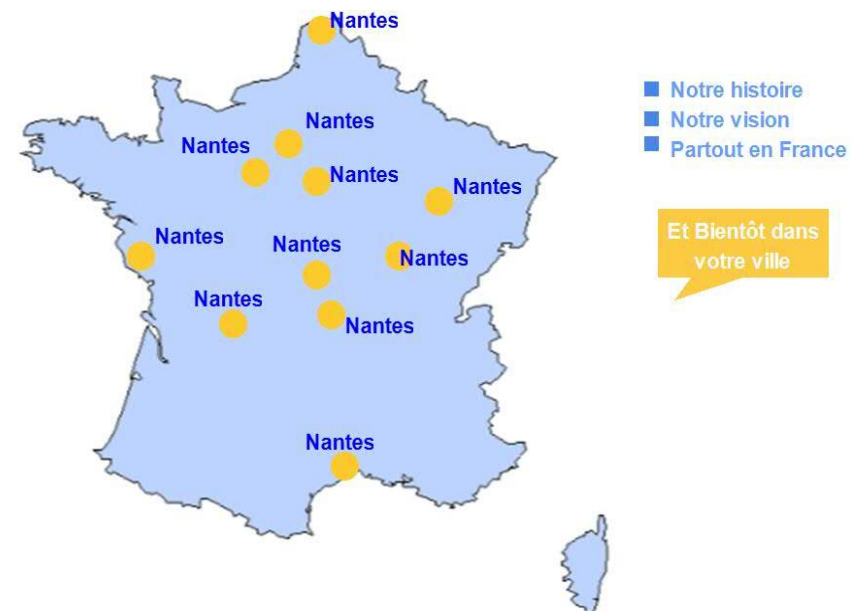 Nantes
Nantes
Nantes
Nantes
Nantes
Nantes
Nantes
Nantes
Nantes
Nantes
Nantes
Notre histoire
Notre vision
Partout en France
Et Bientôt dans
votre ville